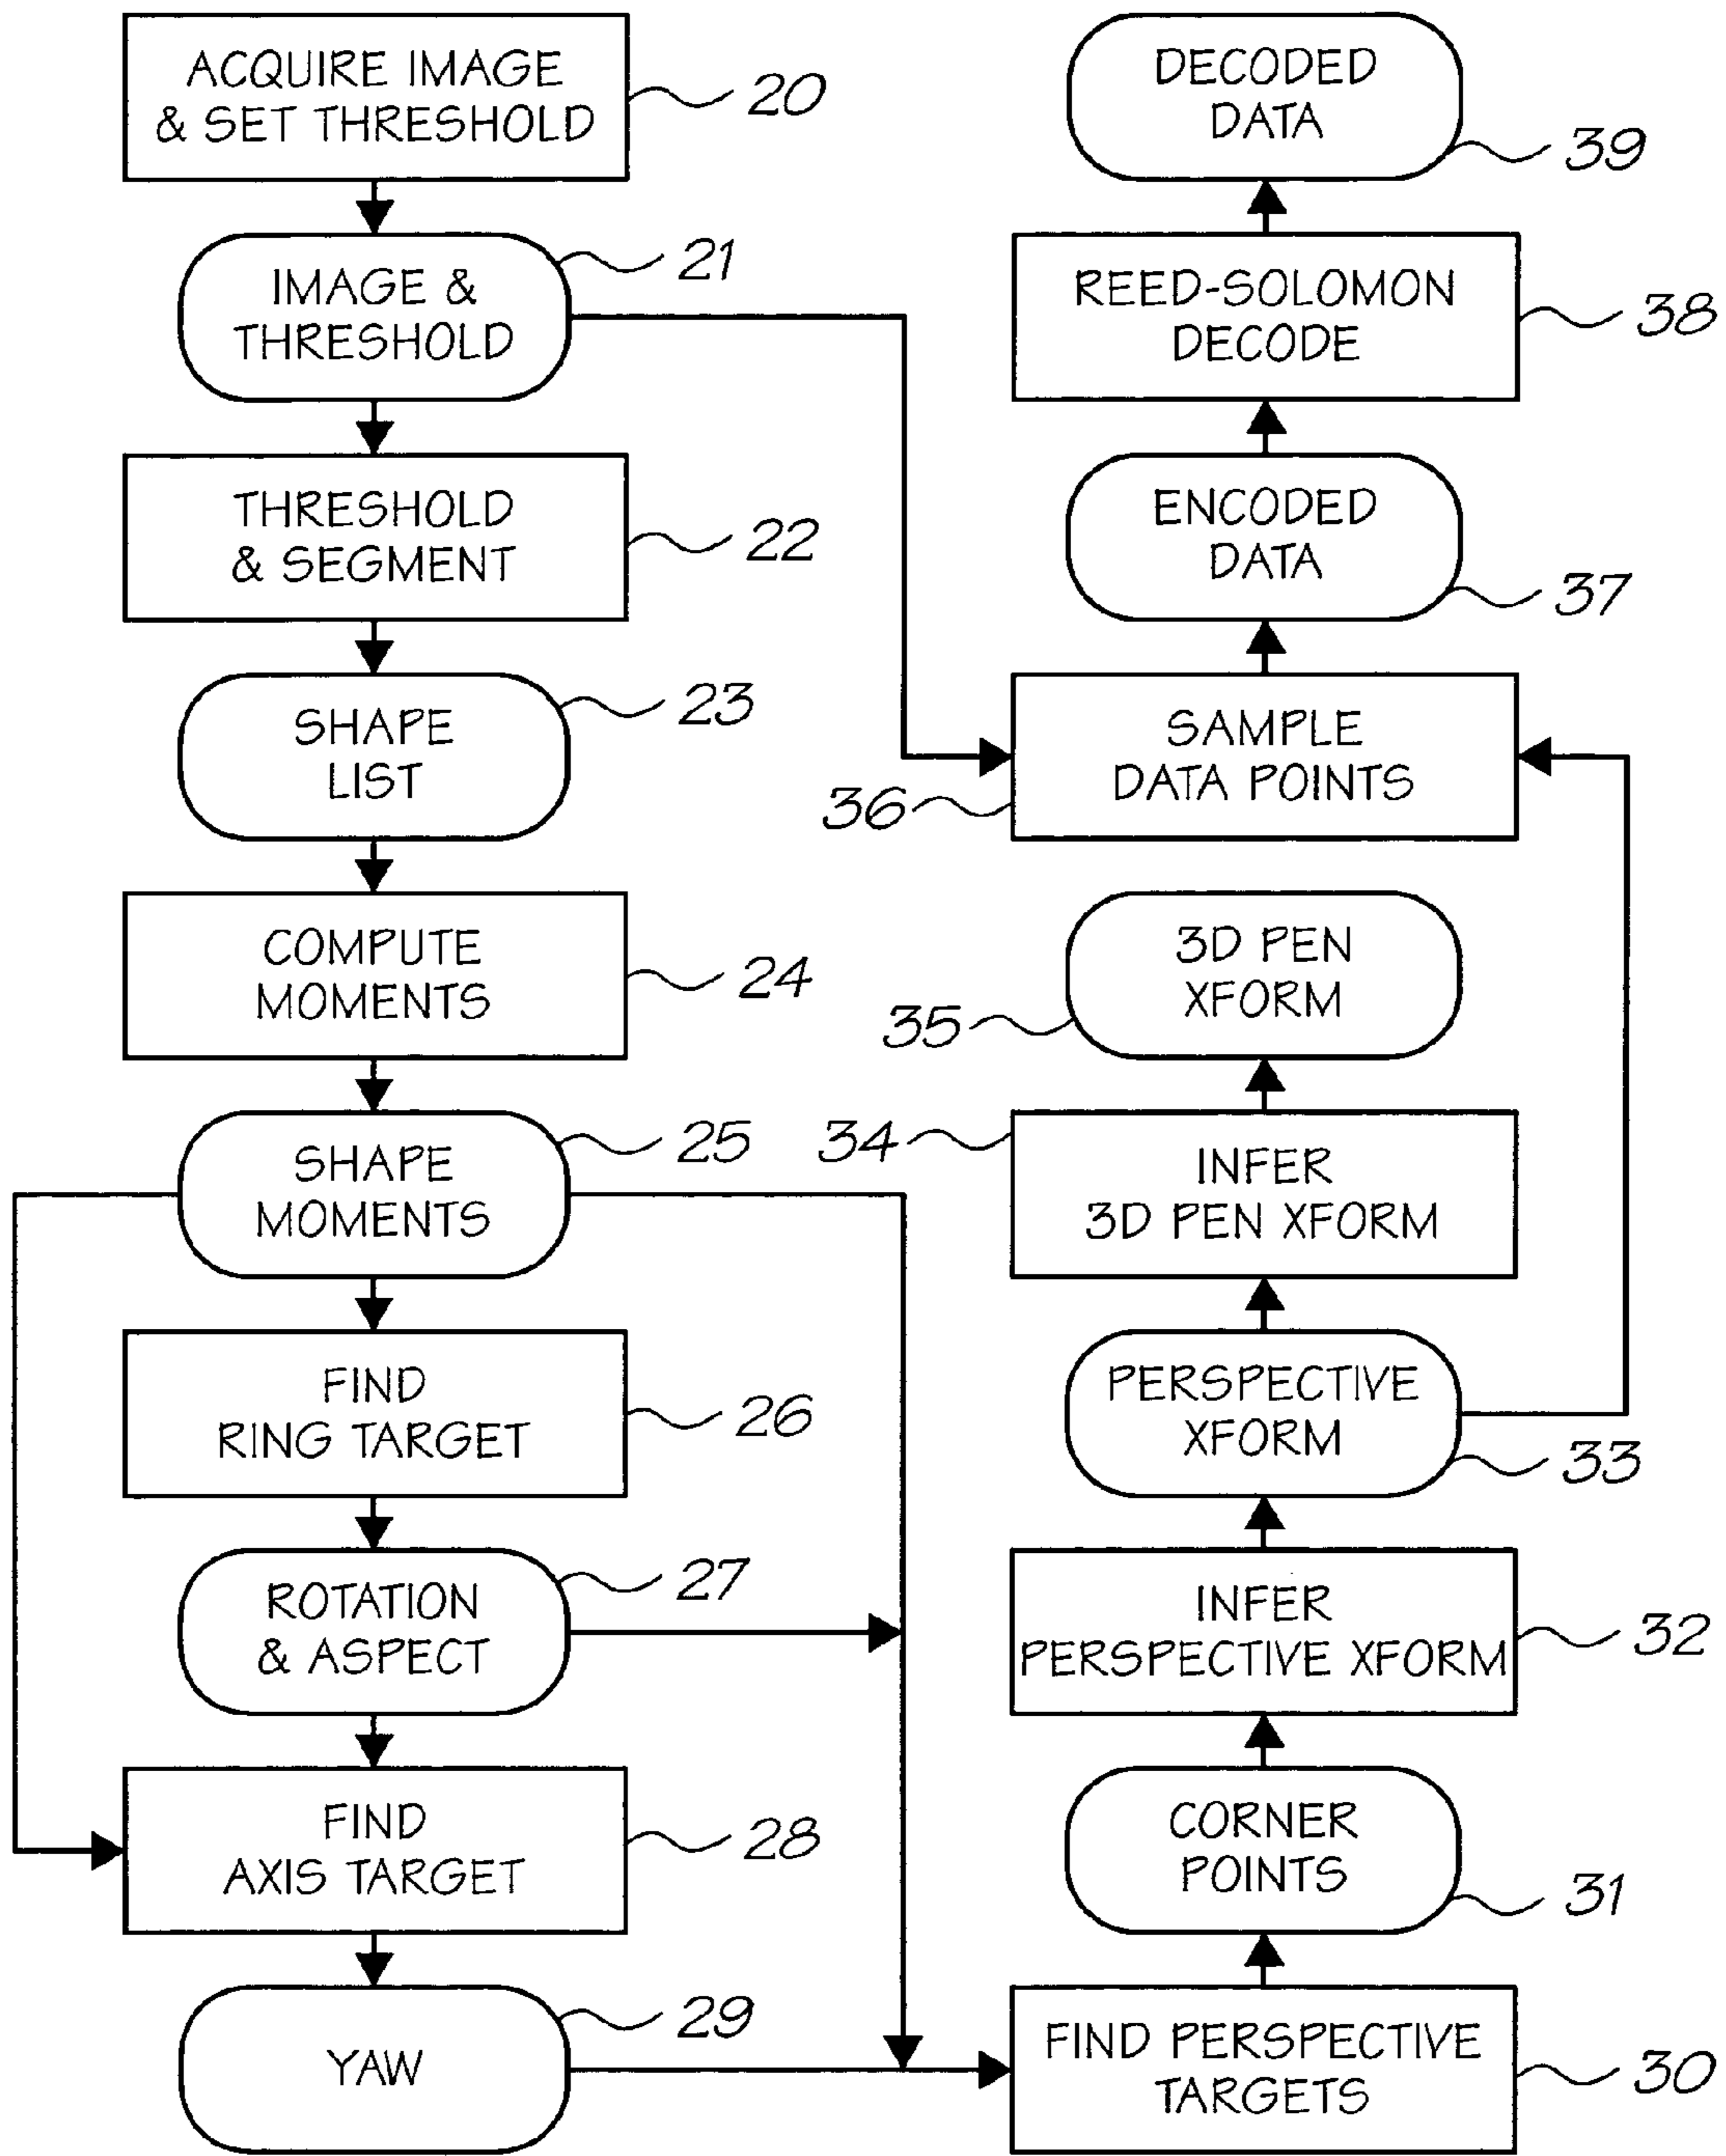 ACQUIRE IMAGE
& SET THRESHOLD
20
IMAGE &
THRESHOLD
21
THRESHOLD
& SEGMENT
22
SHAPE
LIST
23
COMPUTE
MOMENTS
24
SHAPE
MOMENTS
25
FIND
RING TARGET
26
ROTATION
& ASPECT
27
FIND
AXIS TARGET
28
YAW
29
DECODED
DATA
39
REED-SOLOMON
DECODE
38
ENCODED
DATA
37
SAMPLE
DATA POINTS
36
3D PEN
XFORM
35
INFER
3D PEN XFORM
34
PERSPECTIVE
XFORM
33
INFER
PERSPECTIVE XFORM
32
CORNER
POINTS
31
FIND PERSPECTIVE
TARGETS
30